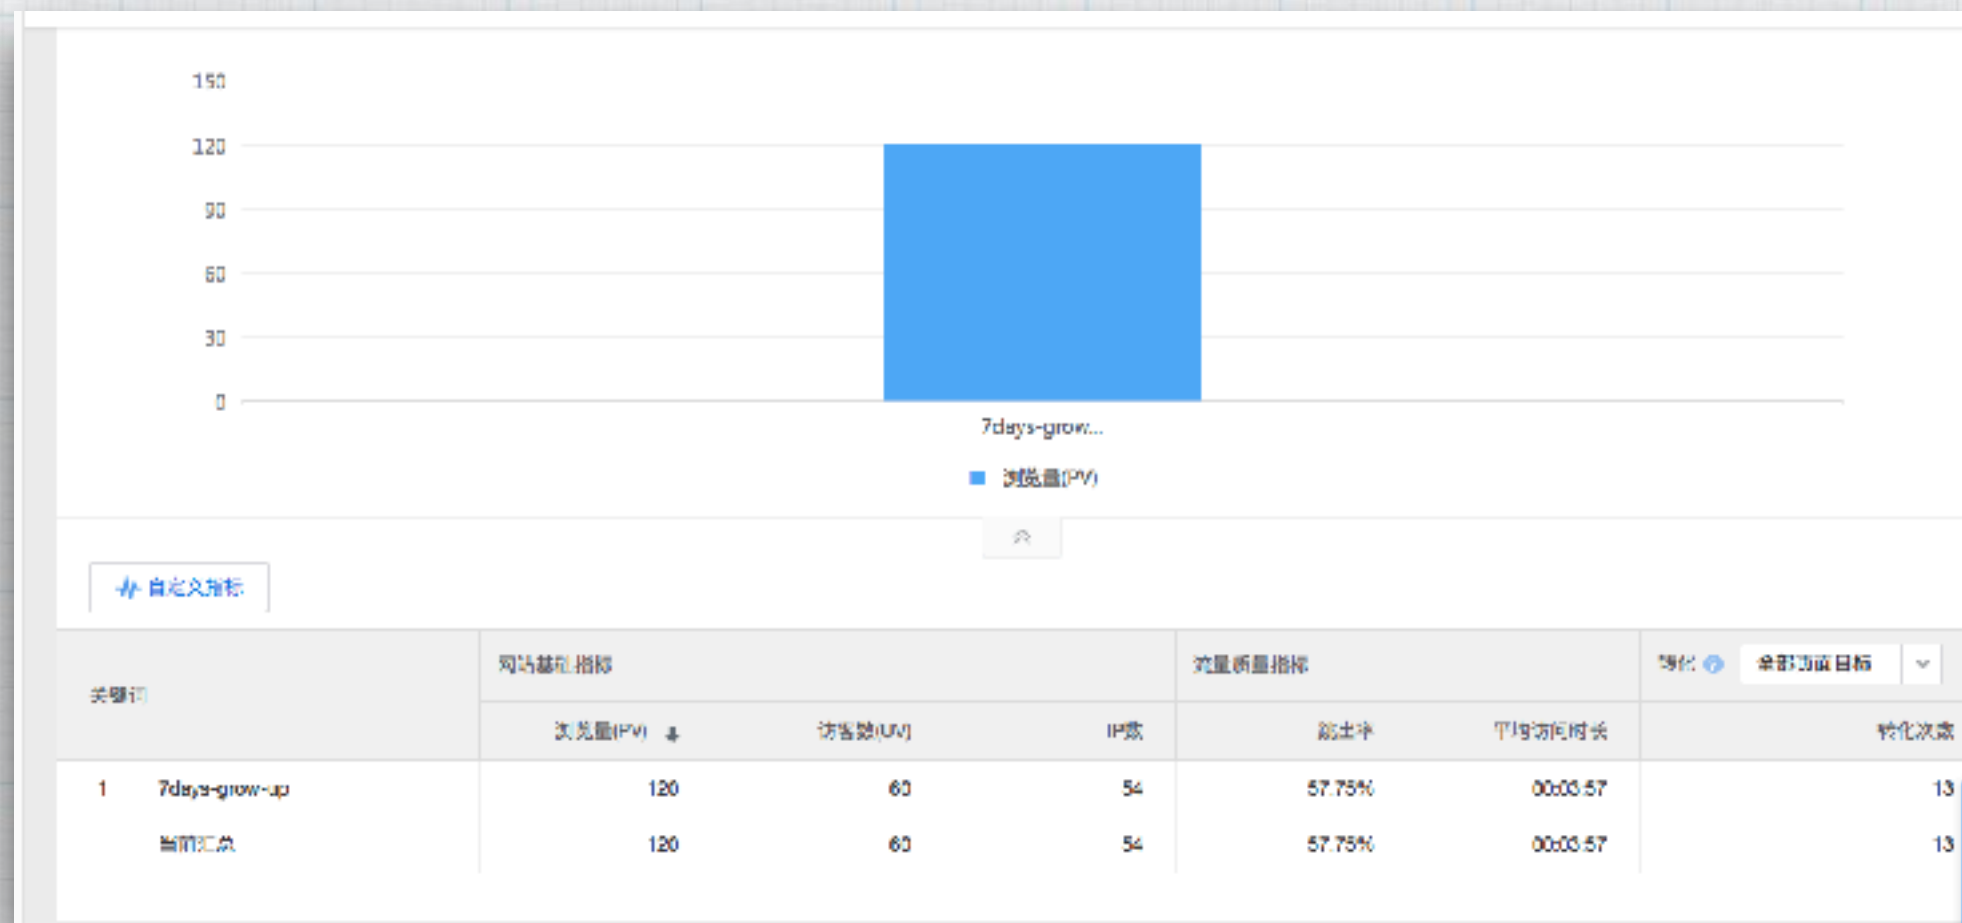 150
120
90
60
30
0
7days-grow...
浏览量(PV)
自定义指标
关键词
网站基础指标
流量质量指标
转化 ? 全部页面目标
浏览量(PV) 访客数(UV) IP数 跳出率 平均访问时长 转化次数
1 7days-grow-up 120 60 54 57.75% 00:03:57 13
当前汇总 120 60 54 57.75% 00:03:57 13